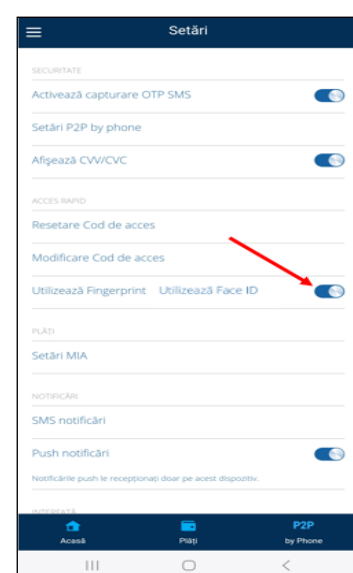 Setări
SECURITATE
Activează capturare OTP SMS
Setări P2P by phone
Afișează CVV/CVC
ACCES RAPID
Resetare Cod de acces
Modificare Cod de acces
Utilizează Fingerprint Utilizează Face ID
PLĂȚI
Setări MIA
NOTIFICĂRI
SMS notificări
Push notificări
Notificările push le recepționați doar pe acest dispozitiv.
INTERFAȚĂ
Acasă Plăți P2P by Phone